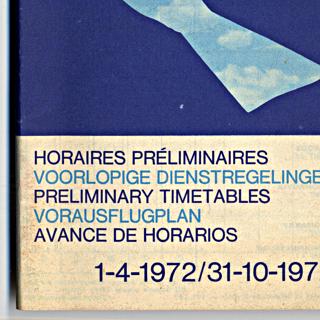 HORAIRES PRÉLIMINAIRES
VOORLOPIGE DIENSTREGELINGE
PRELIMINARY TIMETABLES
VORAUSFLUGPLAN
AVANCE DE HORARIOS
1-4-1972/31-10-197